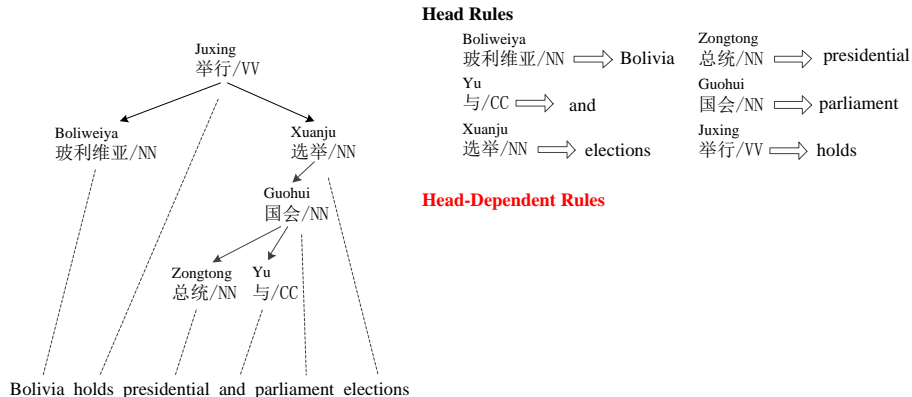 Juxing
举行/VV
Boliweiya
玻利维亚/NN
Xuanju
选举/NN
Guohui
国会/NN
Zongtong
总统/NN
Yu
与/CC
Bolivia holds presidential and parliament elections
Head Rules
Boliweiya
玻利维亚/NN Bolivia
Zongtong
总统/NN presidential
Yu
与/CC and
Guohui
国会/NN parliament
Xuanju
选举/NN elections
Juxing
举行/VV holds
Head-Dependent Rules